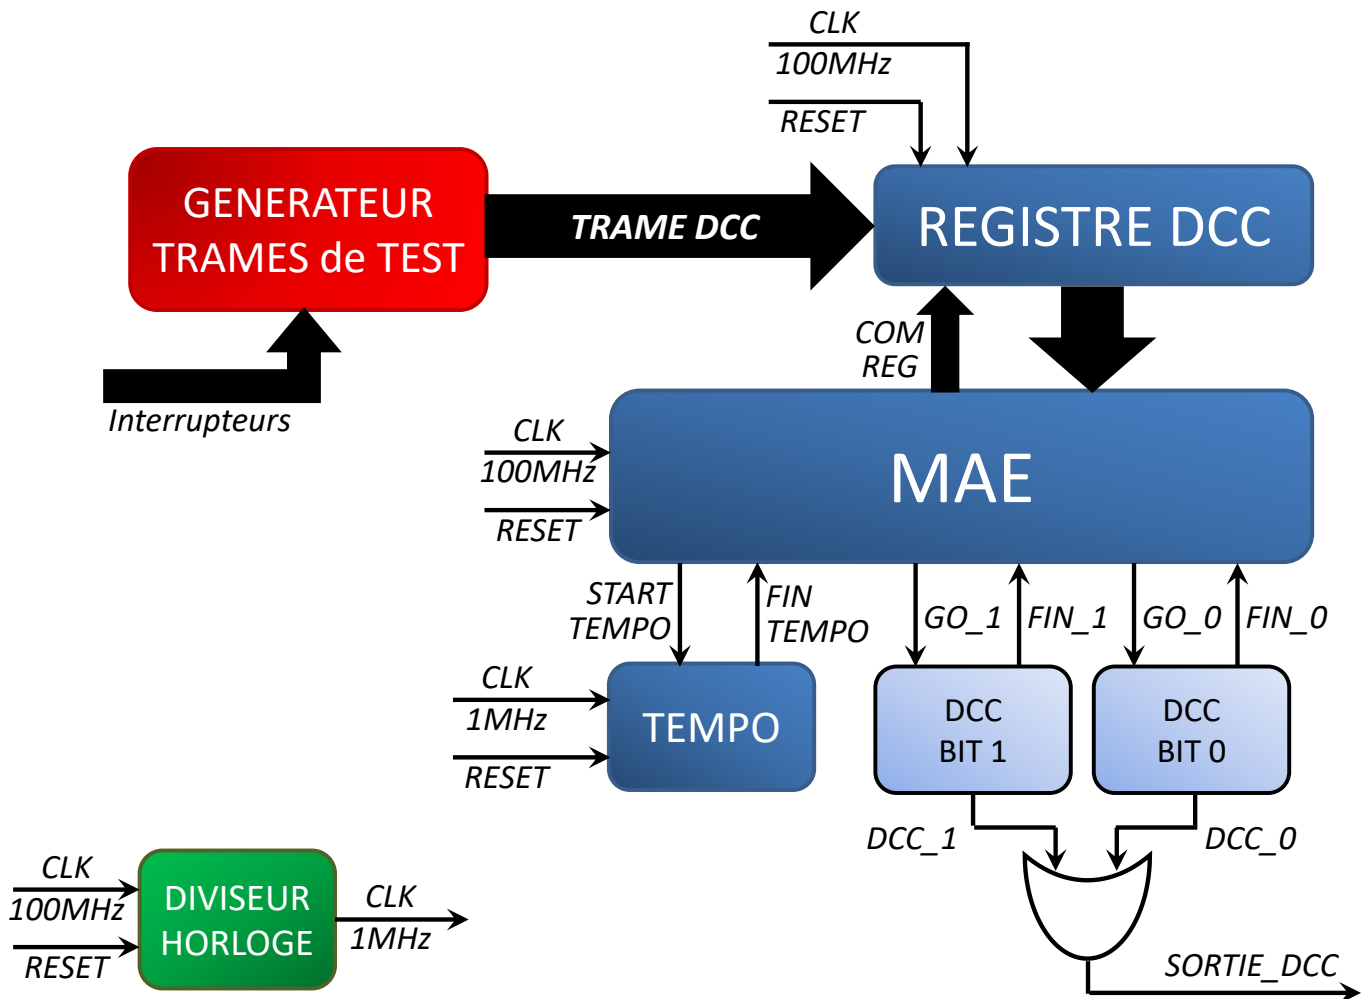 CLK
100MHz
RESET
GENERATEUR
TRAMES de TEST
TRAME DCC
REGISTRE DCC
COM
REG
Interrupteurs
CLK
100MHz
RESET
MAE
START
TEMPO
FIN
TEMPO
GO_1
FIN_1
GO_0
FIN_0
CLK
1MHz
RESET
TEMPO
DCC
BIT 1
DCC
BIT 0
DCC_1
DCC_0
CLK
100MHz
RESET
DIVISEUR
HORLOGE
CLK
1MHz
SORTIE_DCC